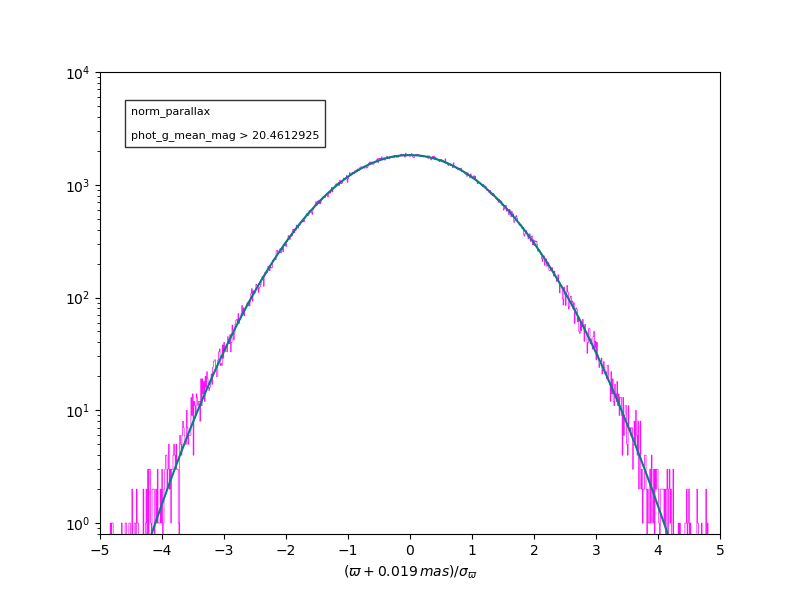 10⁴
10³
10²
10¹
10⁰
norm_parallax
phot_g_mean_mag > 20.4612925
−5 −4 −3 −2 −1 0 1 2 3 4 5
(ϖ + 0.019 mas)/σ_ϖ